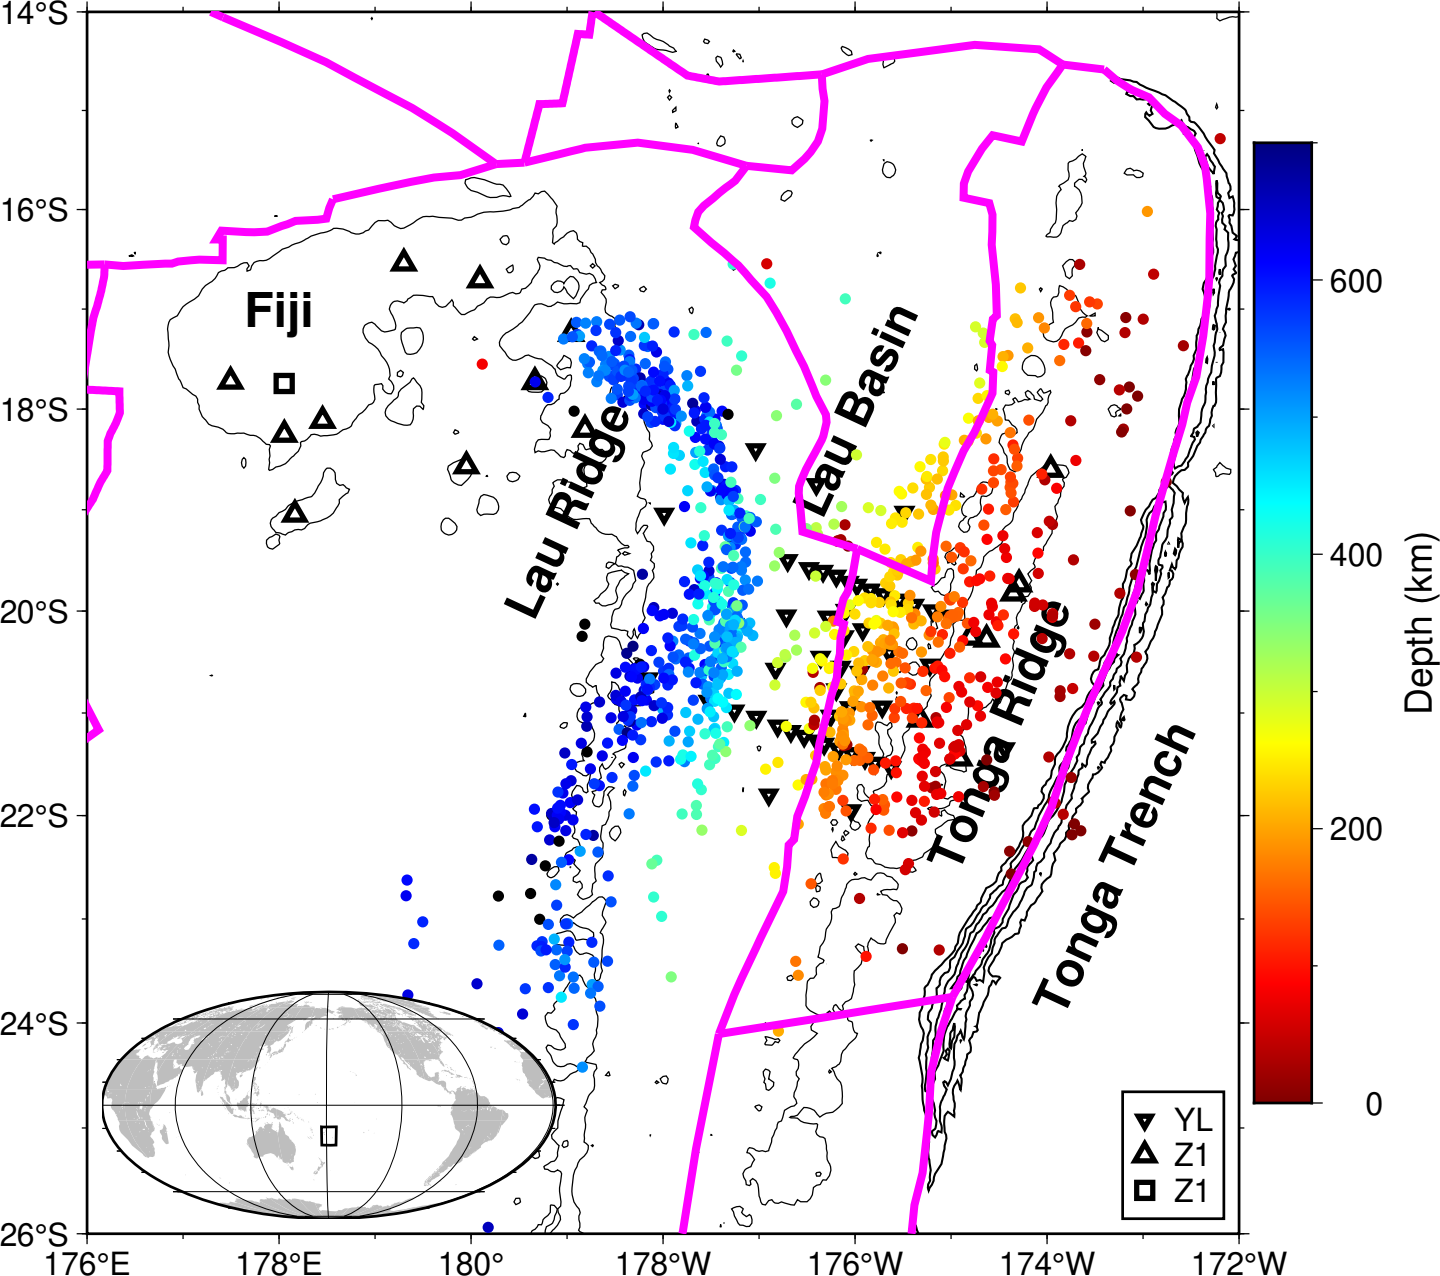 14°S
16°S
18°S
20°S
22°S
24°S
26°S
176°E
178°E
180°
178°W
176°W
174°W
172°W
Fiji
Lau Ridge
Lau Basin
Tonga Ridge
Tonga Trench
YL
Z1
Z1
600
400
200
0
Depth (km)